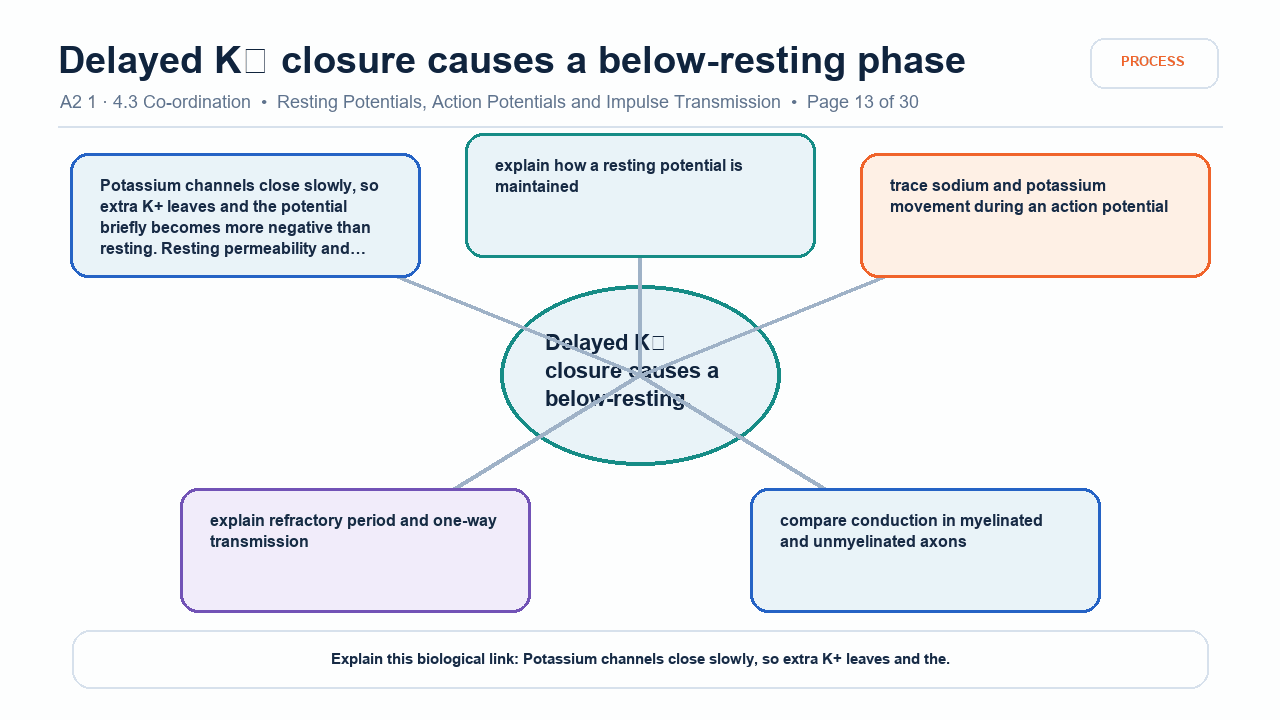 Delayed K□ closure causes a below-resting phase
PROCESS
A2 1 · 4.3 Co-ordination • Resting Potentials, Action Potentials and Impulse Transmission • Page 13 of 30
Potassium channels close slowly, so
extra K+ leaves and the potential
briefly becomes more negative than
resting. Resting permeability and…
explain how a resting potential is
maintained
trace sodium and potassium
movement during an action potential
Delayed K□
closure causes a
below-resting
explain refractory period and one-way
transmission
compare conduction in myelinated
and unmyelinated axons
Explain this biological link: Potassium channels close slowly, so extra K+ leaves and the.